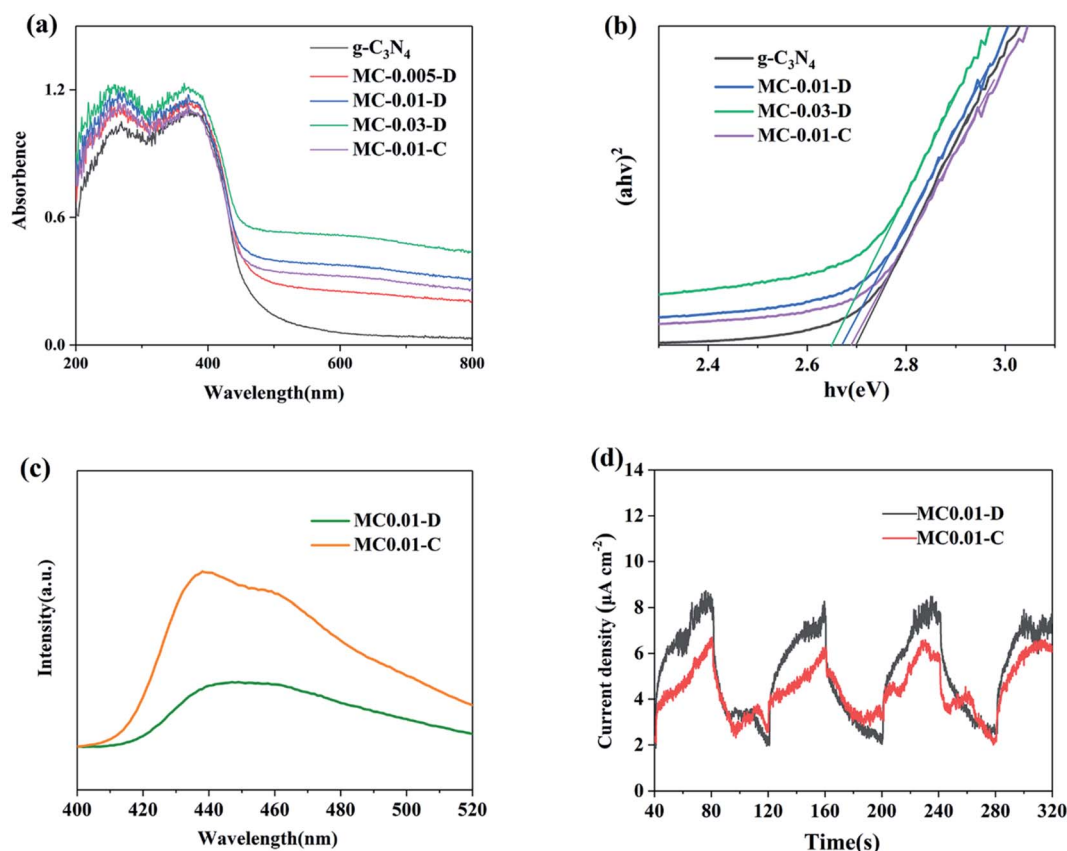 (a)
g-C₃N₄
MC-0.005-D
MC-0.01-D
MC-0.03-D
MC-0.01-C
Absorbence
1.2
0.6
0.0
200 300 400 500 600 700 800
Wavelength(nm)
(b)
g-C₃N₄
MC-0.01-D
MC-0.03-D
MC-0.01-C
(ahv)²
2.4 2.6 2.8 3.0
hv(eV)
(c)
MC0.01-D
MC0.01-C
Intensity(a.u.)
400 420 440 460 480 500 520
Wavelength(nm)
(d)
MC0.01-D
MC0.01-C
Current density (μA cm⁻²)
14
12
10
8
6
4
2
0
40 80 120 160 200 240 280 320
Time(s)